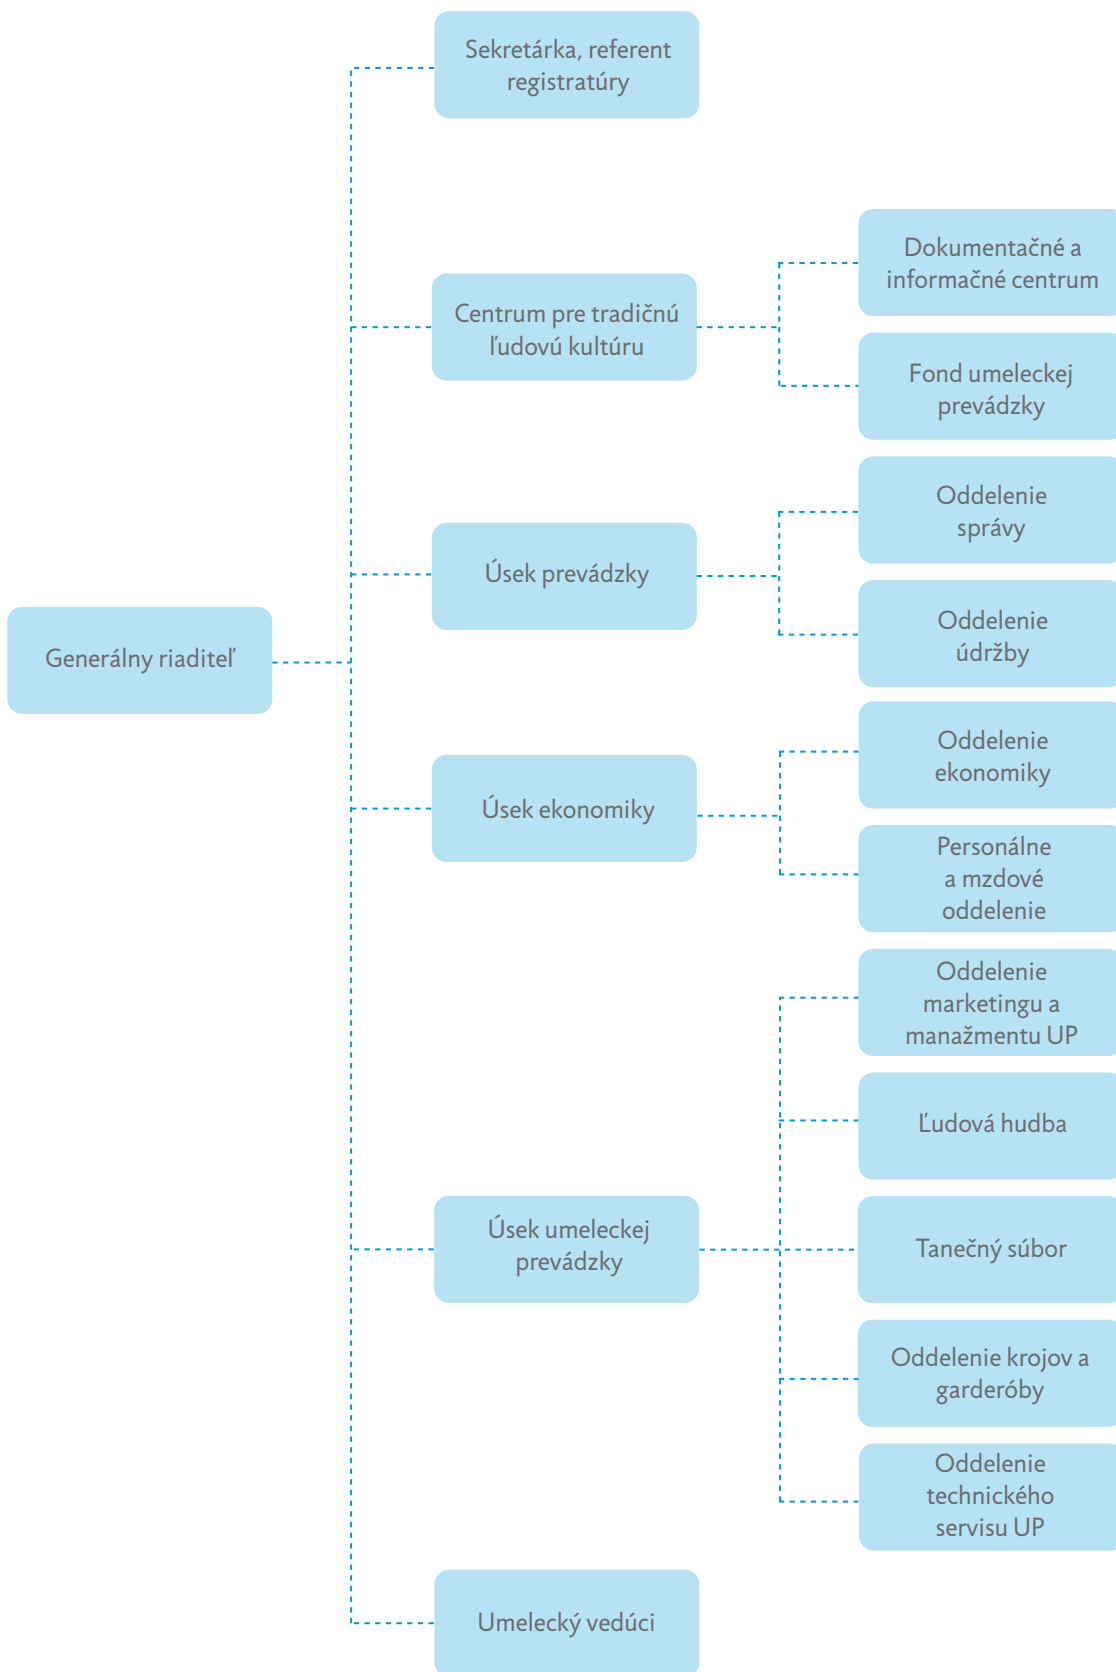 Sekretárka, referent
registratúry
Dokumentačné a
informačné centrum
Centrum pre tradičnú
ľudovú kultúru
Fond umeleckej
prevádzky
Oddelenie
správy
Úsek prevádzky
Oddelenie
údržby
Generálny riaditeľ
Oddelenie
ekonomiky
Úsek ekonomiky
Personálne
a mzdové
oddelenie
Oddelenie
marketingu a
manažmentu UP
Ľudová hudba
Úsek umeleckej
prevádzky
Tanečný súbor
Oddelenie krojov a
garderóby
Oddelenie
technického
servisu UP
Umelecký vedúci